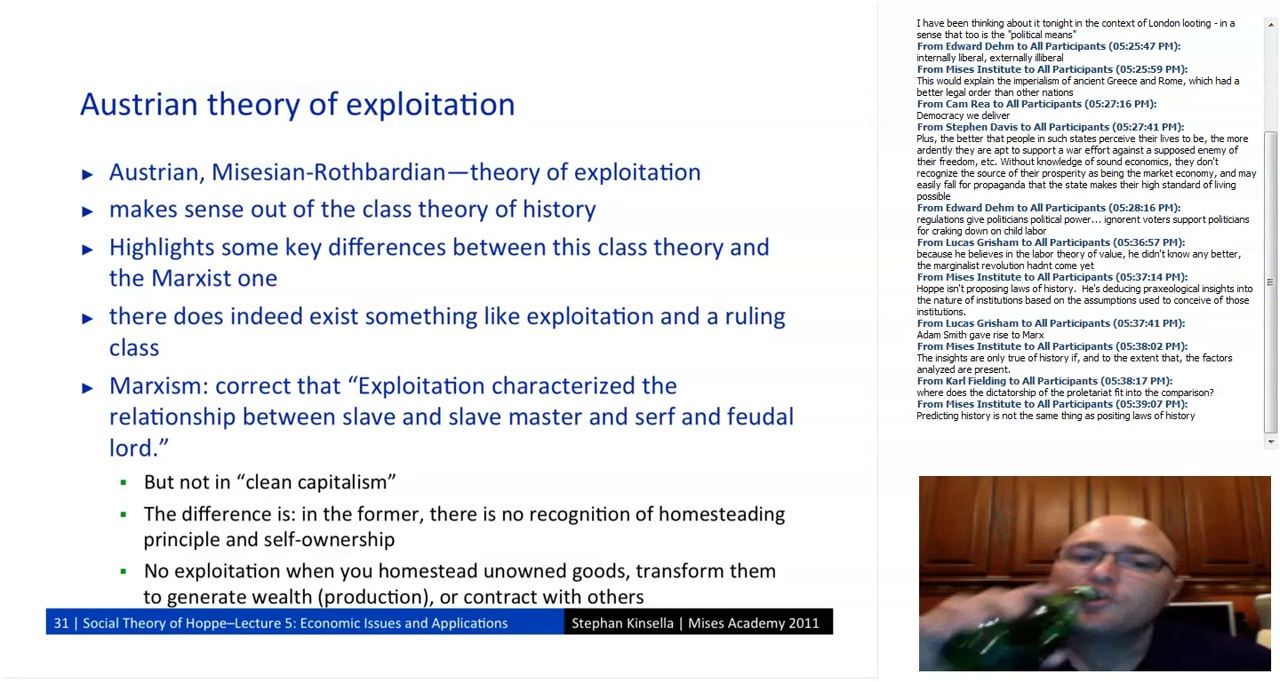 Austrian theory of exploitation
► Austrian, Misesian-Rothbardian—theory of exploitation
► makes sense out of the class theory of history
► Highlights some key differences between this class theory and
the Marxist one
► there does indeed exist something like exploitation and a ruling
class
► Marxism: correct that “Exploitation characterized the
relationship between slave and slave master and serf and feudal
lord.”
▪ But not in “clean capitalism”
▪ The difference is: in the former, there is no recognition of homesteading
principle and self-ownership
▪ No exploitation when you homestead unowned goods, transform them
to generate wealth (production), or contract with others
31 | Social Theory of Hoppe–Lecture 5: Economic Issues and Applications
Stephan Kinsella | Mises Academy 2011
I have been thinking about it tonight in the context of London looting - in a
sense that too is the "political means"
From Edward Dehm to All Participants (05:25:47 PM):
internally liberal, externally illiberal
From Mises Institute to All Participants (05:25:59 PM):
This would explain the imperialism of ancient Greece and Rome, which had a
better legal order than other nations
From Cam Rea to All Participants (05:27:16 PM):
Democracy we deliver
From Stephen Davis to All Participants (05:27:41 PM):
Plus, the better that people in such states perceive their lives to be, the more
ardently they are apt to support a war effort against a supposed enemy of
their freedom, etc. Without knowledge of sound economics, they don't
recognize the source of their prosperity as being the market economy, and may
easily fall for propaganda that the state makes their high standard of living
possible
From Edward Dehm to All Participants (05:28:16 PM):
regulations give politicians political power... ignorent voters support politicians
for craking down on child labor
From Lucas Grisham to All Participants (05:36:57 PM):
because he believes in the labor theory of value, he didn't know any better,
the marginalist revolution hadnt come yet
From Mises Institute to All Participants (05:37:14 PM):
Hoppe isn't proposing laws of history. He's deducing praxeological insights into
the nature of institutions based on the assumptions used to conceive of those
institutions.
From Lucas Grisham to All Participants (05:37:41 PM):
Adam Smith gave rise to Marx
From Mises Institute to All Participants (05:38:02 PM):
The insights are only true of history if, and to the extent that, the factors
analyzed are present.
From Karl Fielding to All Participants (05:38:17 PM):
where does the dictatorship of the proletariat fit into the comparison?
From Mises Institute to All Participants (05:39:07 PM):
Predicting history is not the same thing as positing laws of history